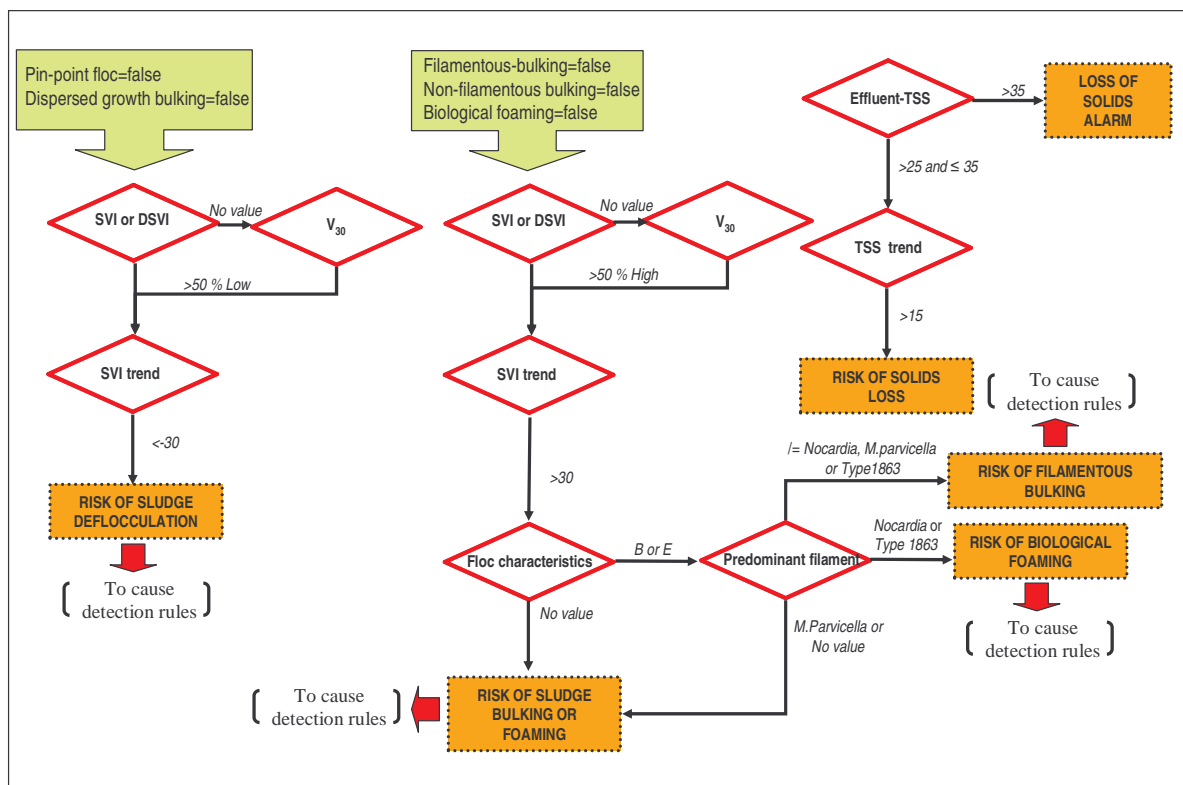 Pin-point floc=false
Dispersed growth bulking=false
SVI or DSVI
No value
V30
>50 % Low
SVI trend
<-30
RISK OF SLUDGE
DEFLOCCULATION
To cause
detection rules
Filamentous-bulking=false
Non-filamentous bulking=false
Biological foaming=false
SVI or DSVI
No value
V30
>50 % High
SVI trend
>30
Floc characteristics
B or E
No value
Predominant filament
/= Nocardia, M.parvicella
or Type1863
RISK OF FILAMENTOUS
BULKING
To cause
detection rules
Nocardia or
Type 1863
RISK OF BIOLOGICAL
FOAMING
To cause
detection rules
M.Parvicella or
No value
RISK OF SLUDGE
BULKING OR
FOAMING
To cause
detection rules
Effluent-TSS
>35
LOSS OF
SOLIDS
ALARM
>25 and ≤ 35
TSS trend
>15
RISK OF SOLIDS
LOSS